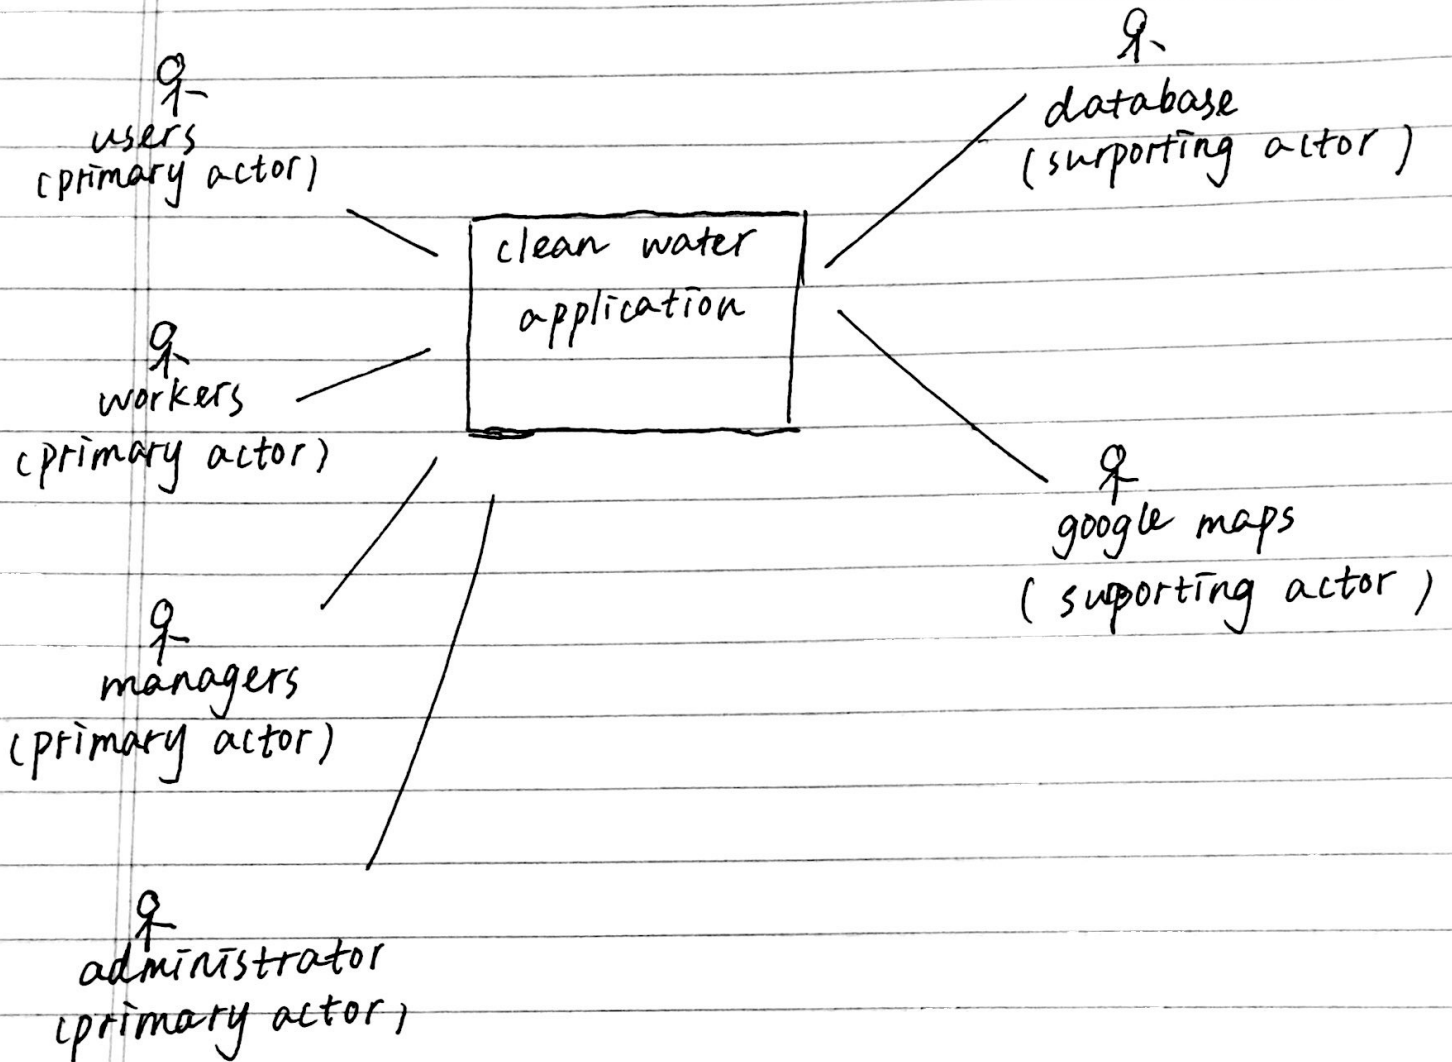 users
(primary actor)
workers
(primary actor)
managers
(primary actor)
administrator
(primary actor)
clean water
application
database
(surporting actor)
google maps
(suporting actor)